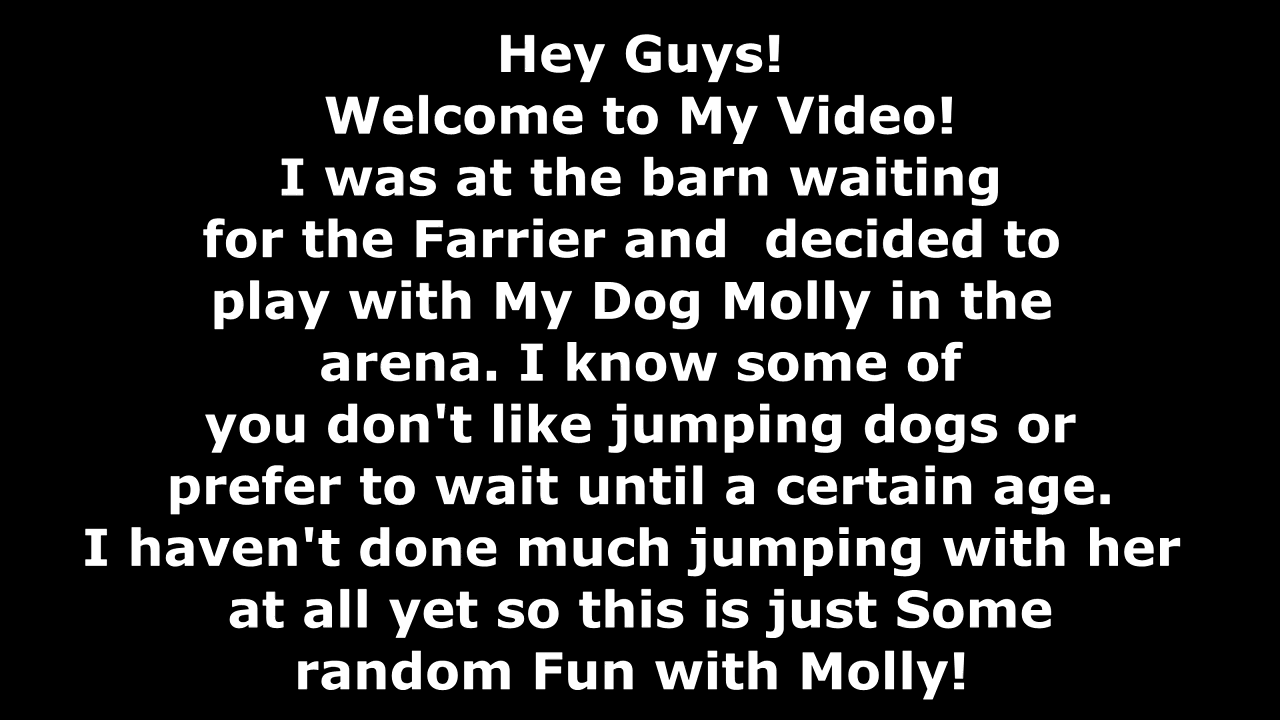 Hey Guys!
Welcome to My Video!
I was at the barn waiting
for the Farrier and  decided to
play with My Dog Molly in the
arena. I know some of
you don't like jumping dogs or
prefer to wait until a certain age.
I haven't done much jumping with her
at all yet so this is just Some
random Fun with Molly!